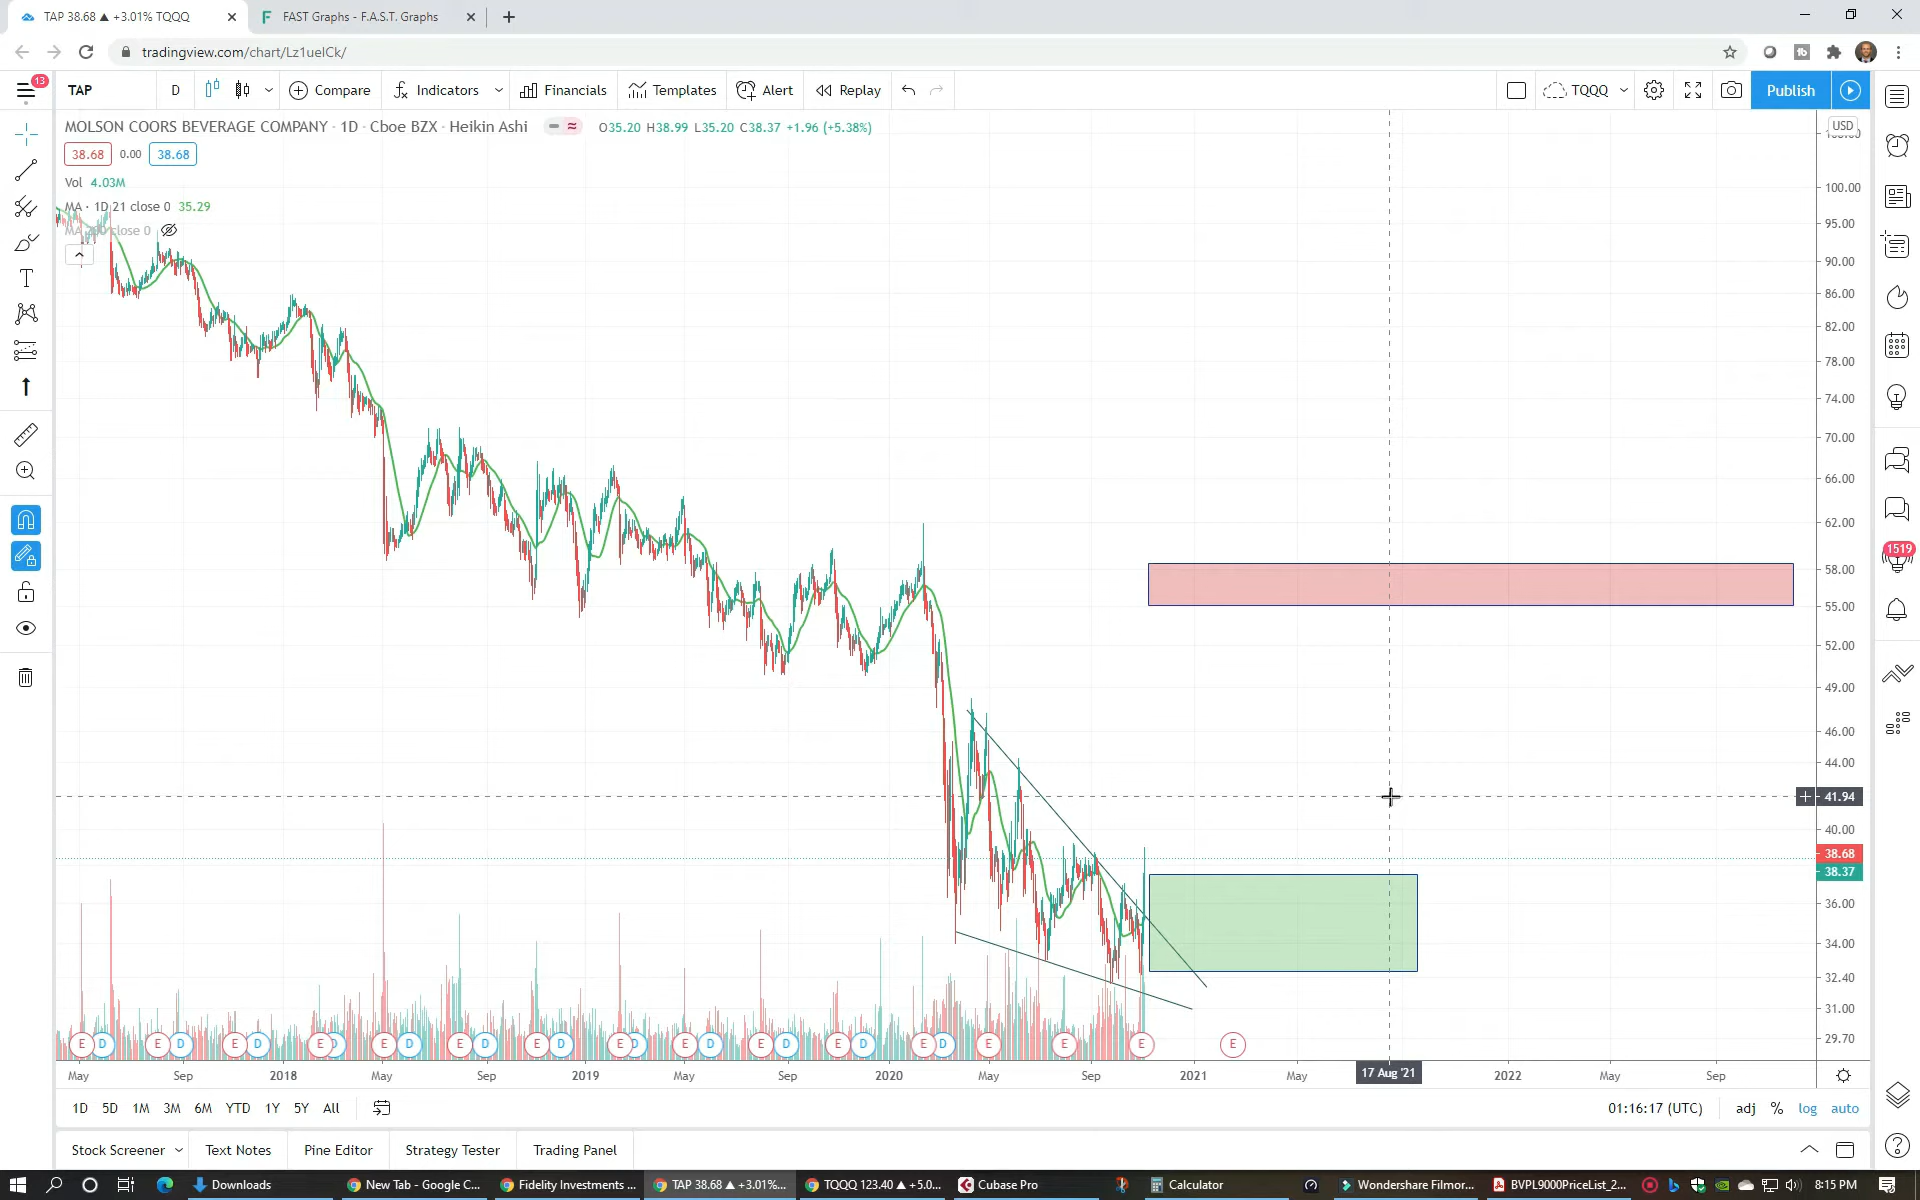 TAP 38.68 ▲ +3.01% TQQQ
FAST Graphs - F.A.S.T. Graphs
tradingview.com/chart/Lz1ueICk/
13
TAP
D
Compare
Indicators
Financials
Templates
Alert
Replay
TQQQ
Publish
MOLSON COORS BEVERAGE COMPANY · 1D · Cboe BZX · Heikin Ashi
O35.20 H38.99 L35.20 C38.37 +1.96 (+5.38%)
USD
38.68 0.00 38.68
Vol 4.03M
MA · 1D 21 close 0 35.29
100.00
95.00
90.00
86.00
82.00
78.00
74.00
70.00
66.00
62.00
58.00
55.00
52.00
49.00
46.00
44.00
41.94
40.00
38.68
38.37
36.00
34.00
32.40
31.00
29.70
1519
E D E D E D E D E D E D E D E D E D E D E D E D E E E E
May Sep 2018 May Sep 2019 May Sep 2020 May Sep 2021 May 17 Aug '21 2022 May Sep
1D 5D 1M 3M 6M YTD 1Y 5Y All
01:16:17 (UTC) adj % log auto
Stock Screener
Text Notes
Pine Editor
Strategy Tester
Trading Panel
Downloads
New Tab - Google C...
Fidelity Investments ...
TAP 38.68 ▲ +3.01%...
TQQQ 123.40 ▲ +5.0...
Cubase Pro
Calculator
Wondershare Filmor...
BVPL9000PriceList_2...
8:15 PM